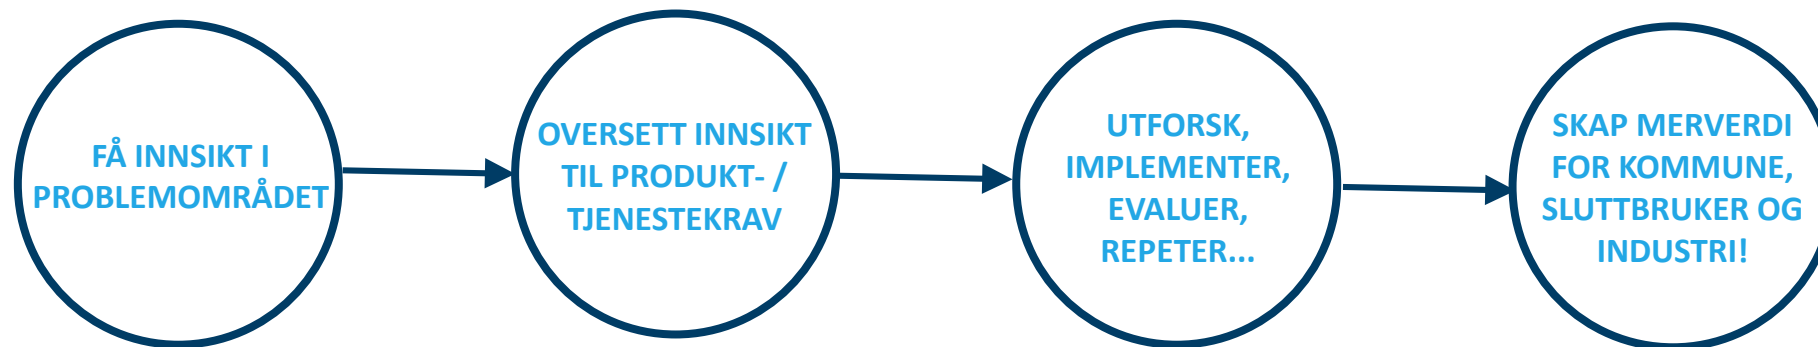 FÅ INNSIKT I
PROBLEMOMRÅDET
OVERSETT INNSIKT
TIL PRODUKT- /
TJENESTEKRAV
UTFORSK,
IMPLEMENTER,
EVALUER,
REPETER...
SKAP MERVERDI
FOR KOMMUNE,
SLUTTBRUKER OG
INDUSTRI!